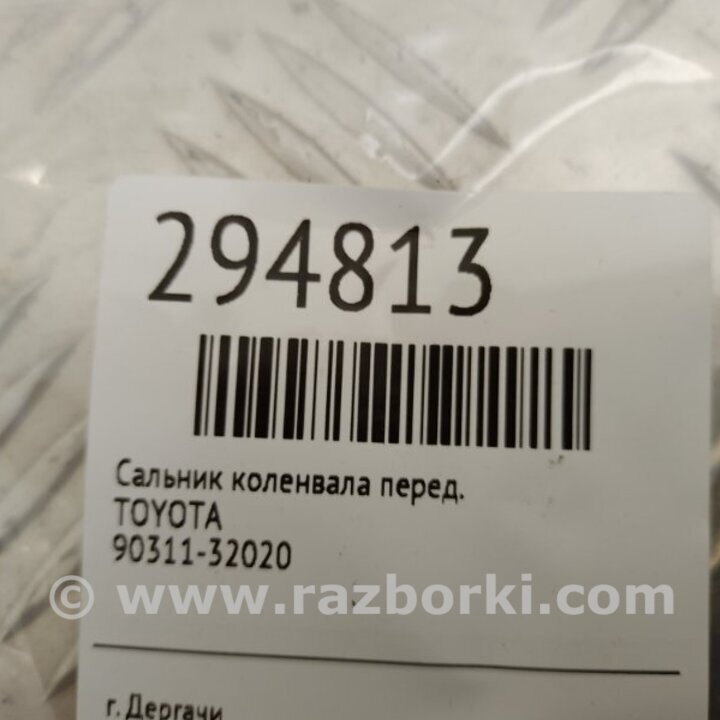 294813
Сальник коленвала перед.
TOYOTA
90311-32020
© www.razborki.com
г. Дергачи